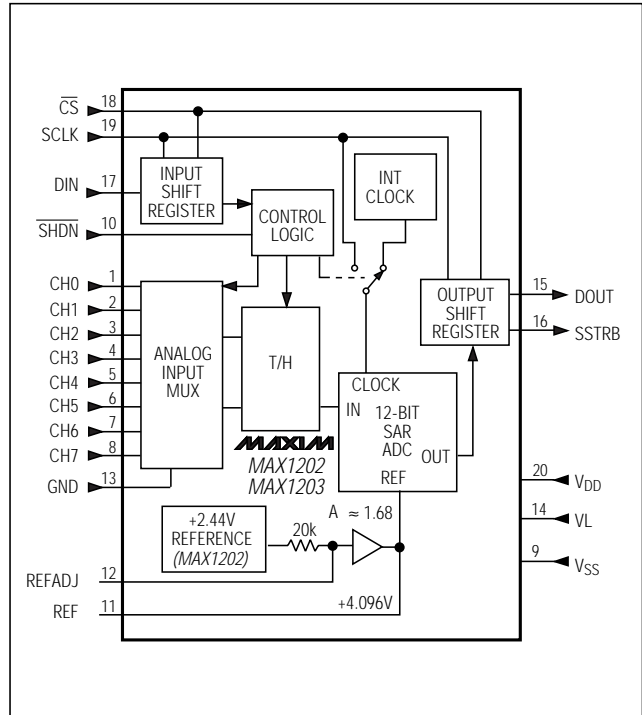 CS
18
SCLK
19
DIN
17
SHDN
10
INPUT
SHIFT
REGISTER
CONTROL
LOGIC
INT
CLOCK
CH0
1
CH1
2
CH2
3
CH3
4
CH4
5
CH5
6
CH6
7
CH7
8
GND
13
ANALOG
INPUT
MUX
T/H
CLOCK
IN
12-BIT
SAR
ADC
OUT
REF
OUTPUT
SHIFT
REGISTER
15
DOUT
16
SSTRB
MAXIM
MAX1202
MAX1203
20
VDD
14
VL
9
VSS
+2.44V
REFERENCE
(MAX1202)
20k
A ≈ 1.68
REFADJ
12
REF
11
+4.096V